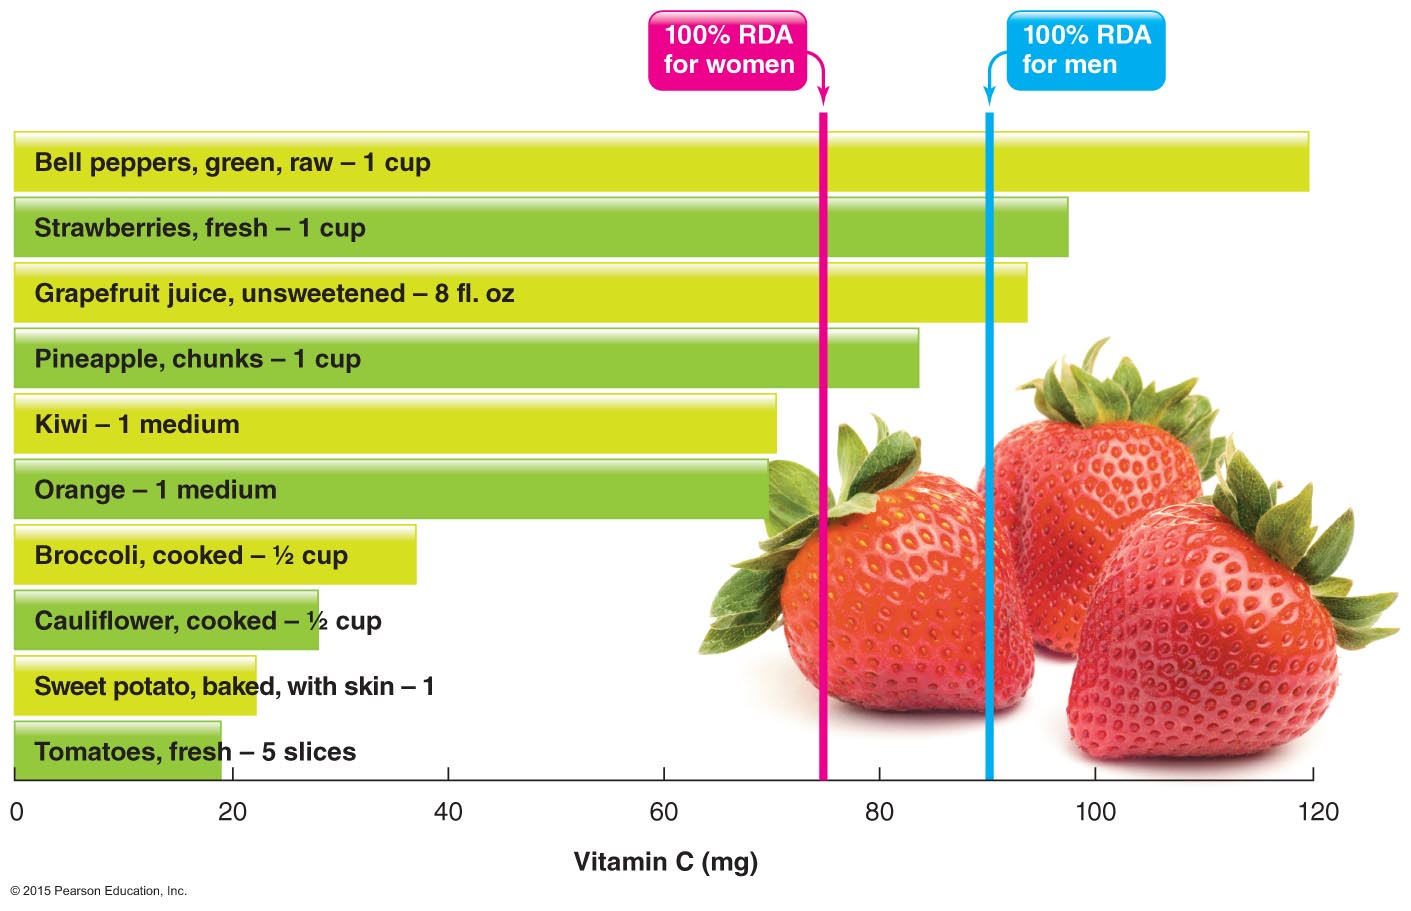 100% RDA
for women
100% RDA
for men
Bell peppers, green, raw – 1 cup
Strawberries, fresh – 1 cup
Grapefruit juice, unsweetened – 8 fl. oz
Pineapple, chunks – 1 cup
Kiwi – 1 medium
Orange – 1 medium
Broccoli, cooked – ½ cup
Cauliflower, cooked – ½ cup
Sweet potato, baked, with skin – 1
Tomatoes, fresh – 5 slices
0 20 40 60 80 100 120
Vitamin C (mg)
© 2015 Pearson Education, Inc.